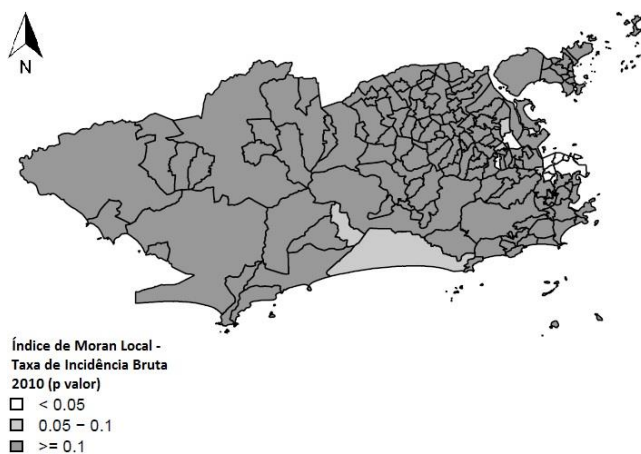 N
Índice de Moran Local -
Taxa de Incidência Bruta
2010 (p valor)
< 0.05
0.05 – 0.1
>= 0.1